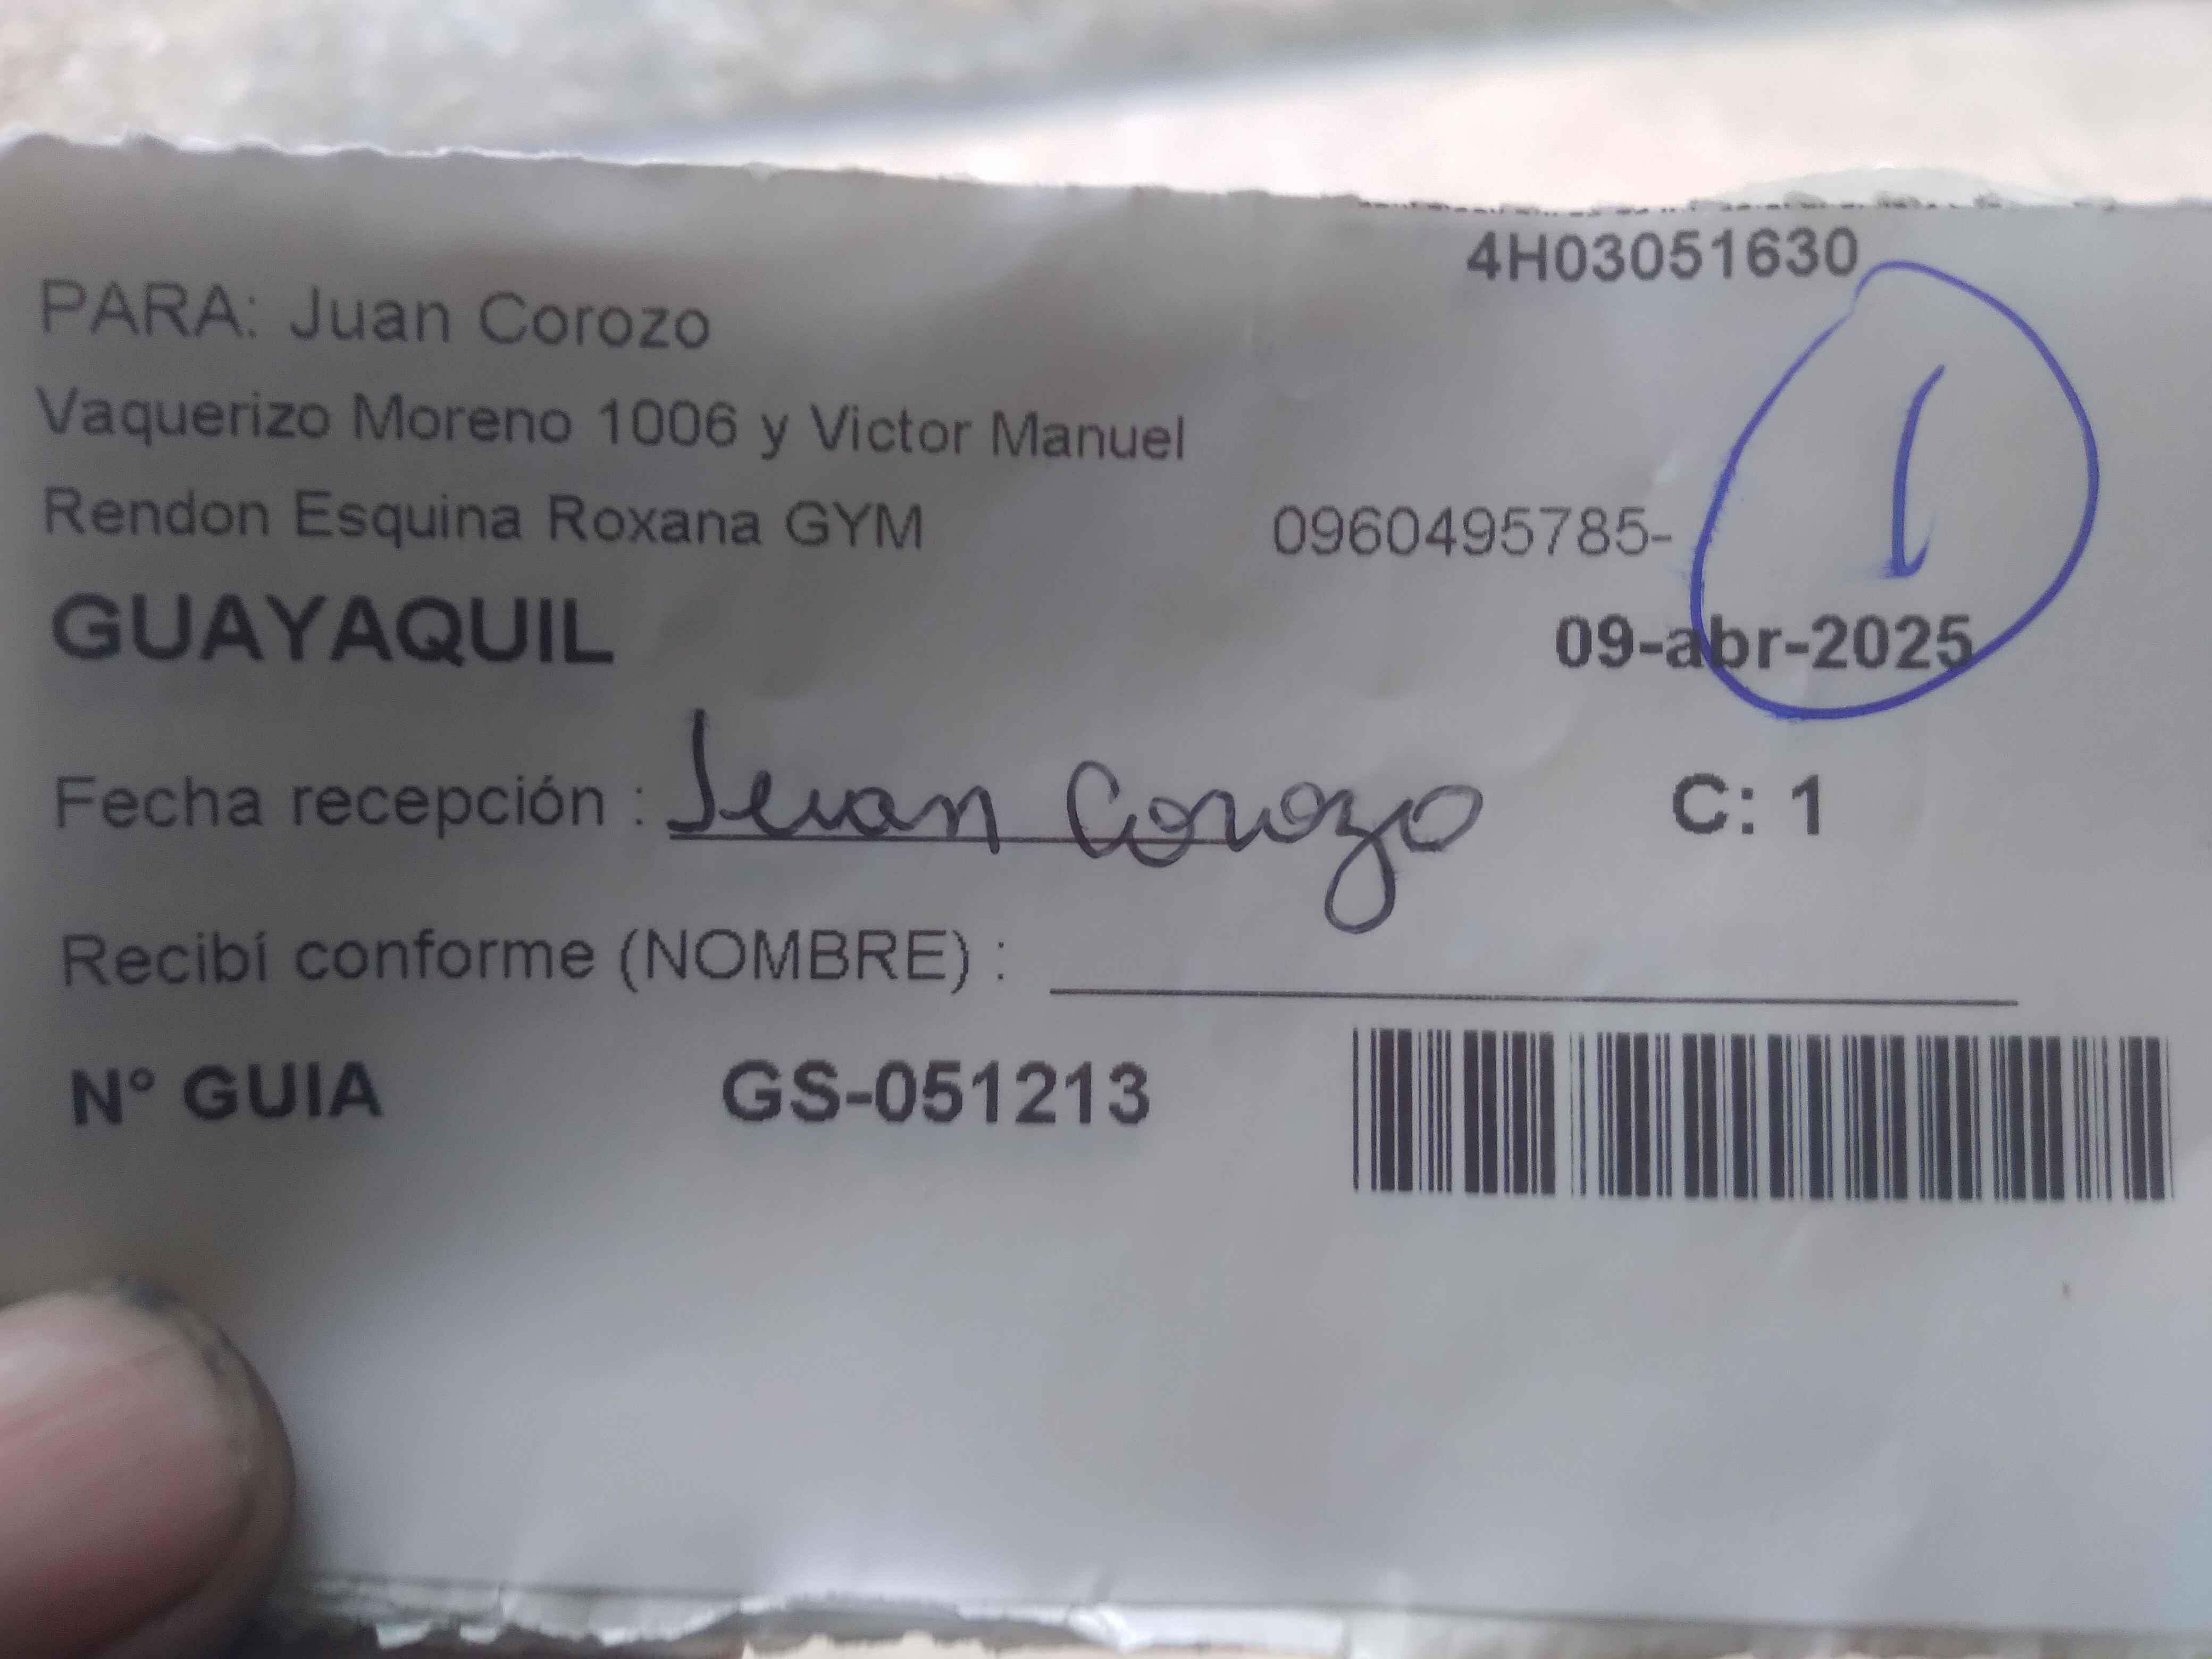 4H03051630
PARA: Juan Corozo
Vaquerizo Moreno 1006 y Victor Manuel
Rendon Esquina Roxana GYM 0960495785-
1
GUAYAQUIL 09-abr-2025
Fecha recepción : Juan Corozo C: 1
Recibí conforme (NOMBRE) :
N° GUIA GS-051213